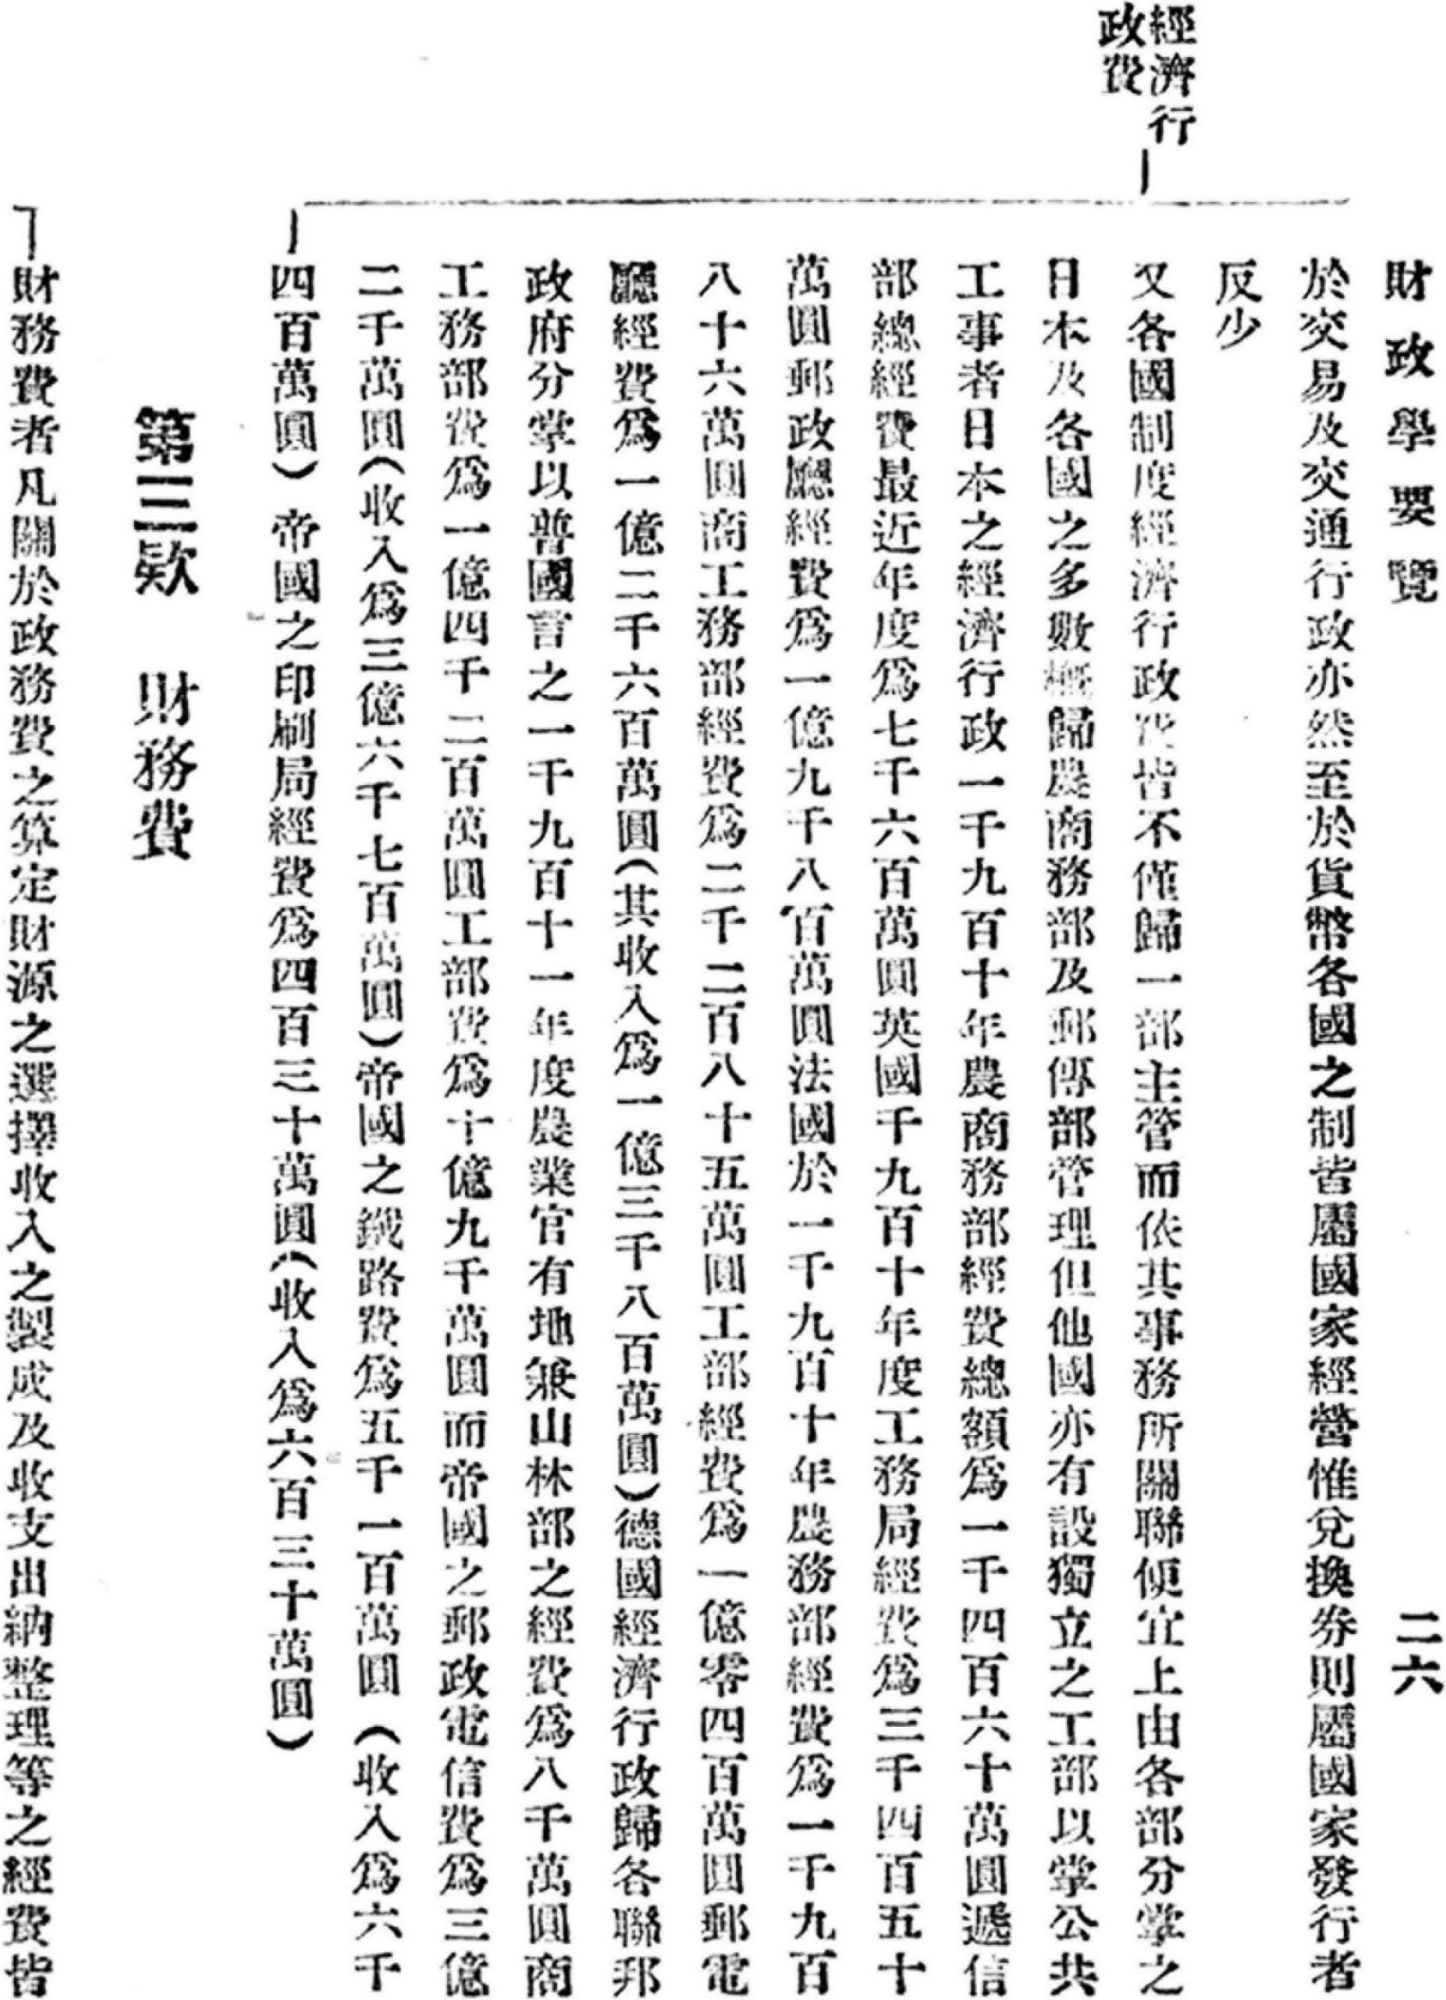 財政學要覽
二六
經濟行
政費
於交易及交通行政亦然至於貨幣各國之制皆屬國家經營惟兌換券則屬國家發行者
反少
又各國制度經濟行政費皆不僅歸一部主管而依其事務所關聯便宜上由各部分掌之
日本及各國之多數概歸農商務部及郵傳部管理但他國亦有設獨立之工部以掌公共
工事者日本之經濟行政一千九百十年農商務部經費總額爲一千四百六十萬圓遞信
部總經費最近年度爲七千六百萬圓英國千九百十年度工務局經費爲三千四百五十
萬圓郵政廳經費爲一億九千八百萬圓法國於一千九百十年農務部經費爲一千九百
八十六萬圓商工務部經費爲二千二百八十五萬圓工部經費爲一億零四百萬圓郵電
廳經費爲一億二千六百萬圓(其收入爲一億三千八百萬圓)德國經濟行政歸各聯邦
政府分掌以普國言之一千九百十一年度農業官有地兼山林部之經費爲八千萬圓商
工務部費爲一億四千二百萬圓工部費爲十億九千萬圓而帝國之郵政電信費爲三億
二千萬圓(收入爲三億六千七百萬圓)帝國之鐵路費爲五千一百萬圓(收入爲六千
四百萬圓)帝國之印刷局經費爲四百三十萬圓(收入爲六百三十萬圓)
第三欵　財務費
財務費者凡關於政務費之算定財源之選擇收入之製成及收支出納整理等之經費皆